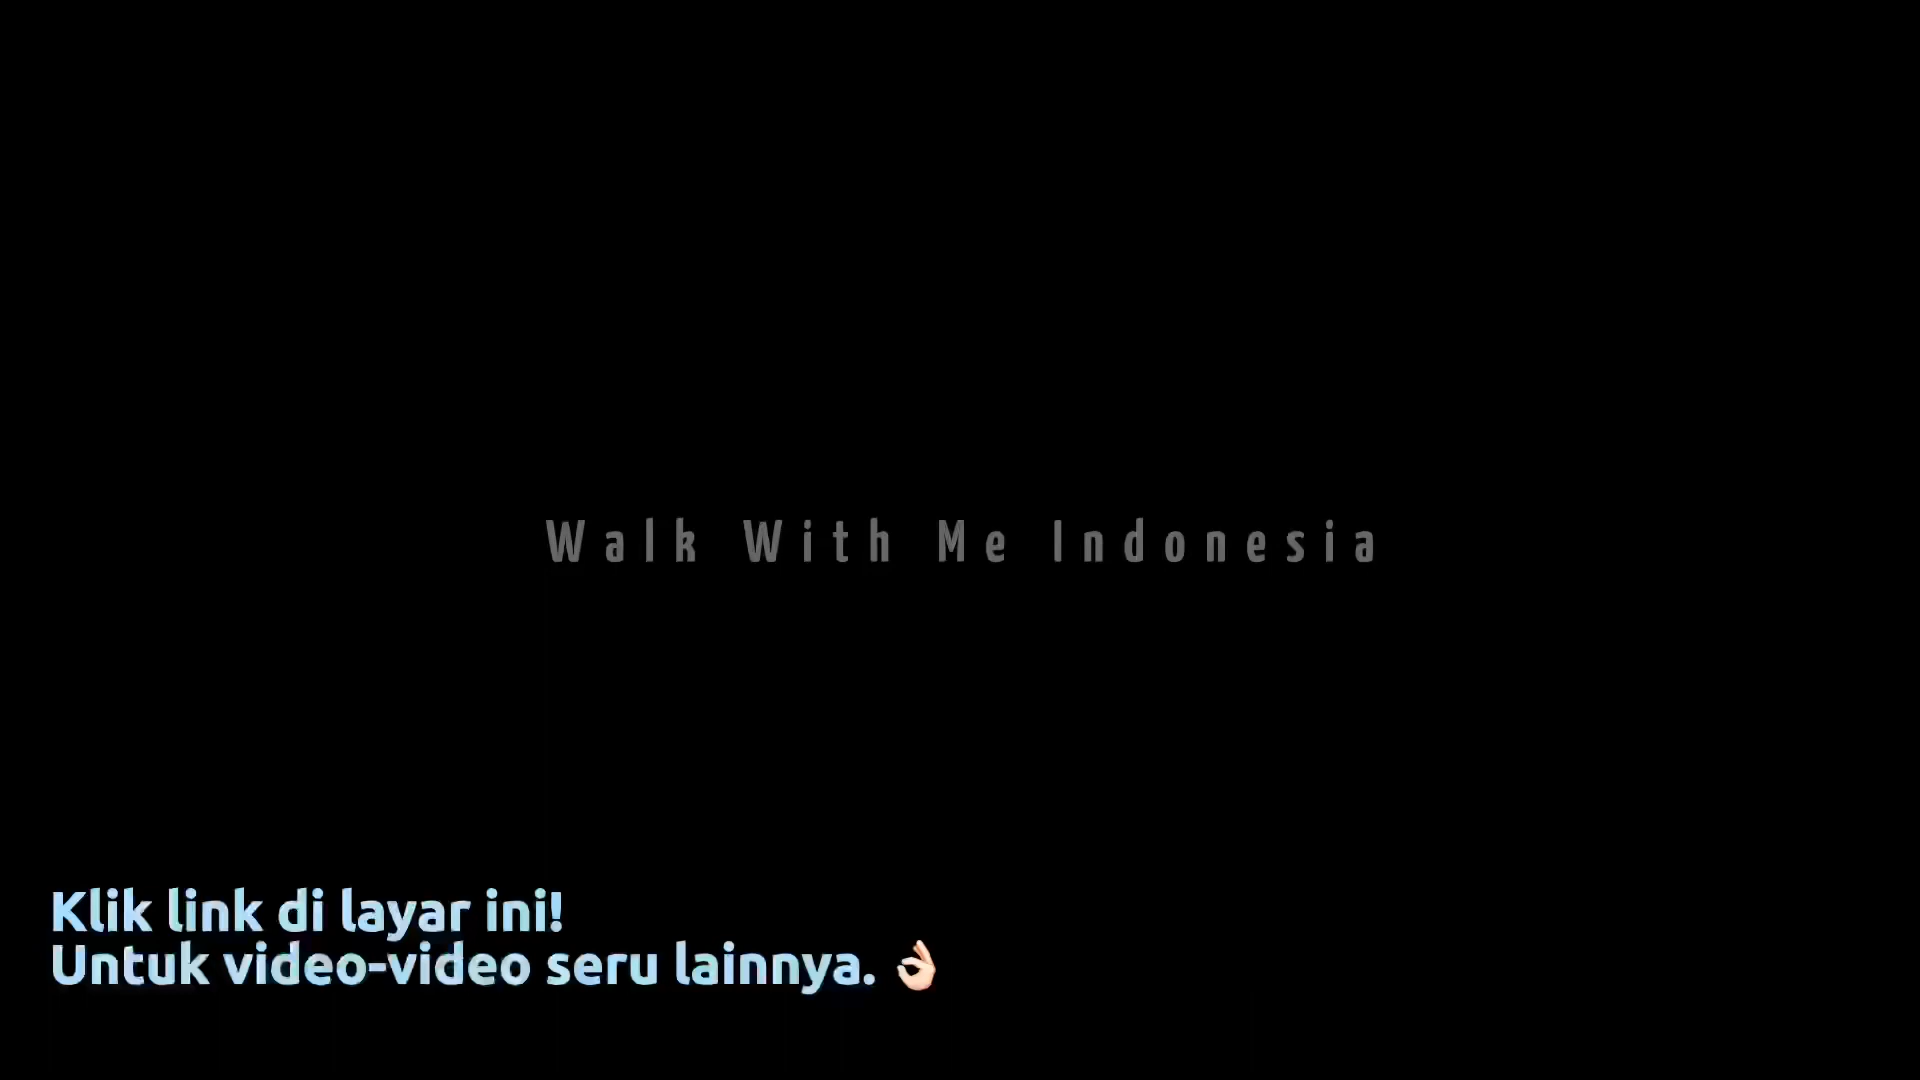 Walk With Me Indonesia
Klik link di layar ini!
Untuk video-video seru lainnya. 👌🏻